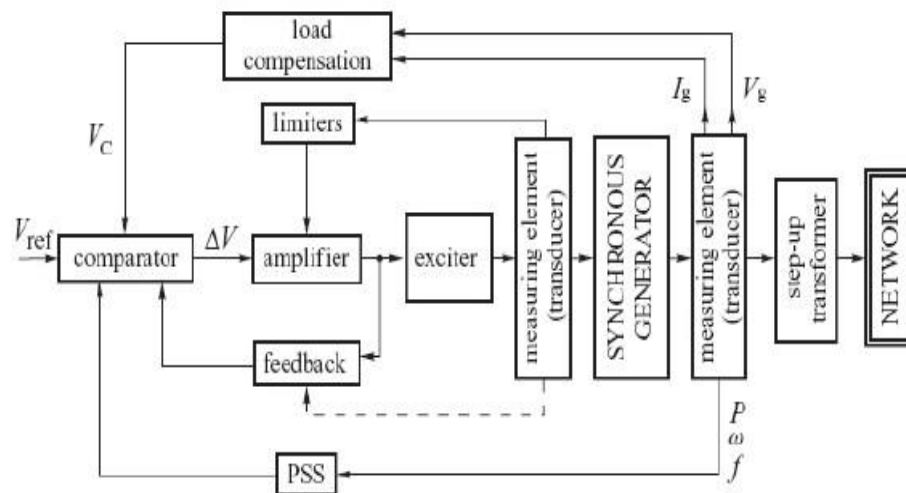 load
compensation
I_g
V_g
limiters
V_C
V_ref
comparator
ΔV
amplifier
exciter
measuring element
(transducer)
SYNCHRONOUS
GENERATOR
measuring element
(transducer)
step-up
transformer
NETWORK
feedback
P
ω
f
PSS